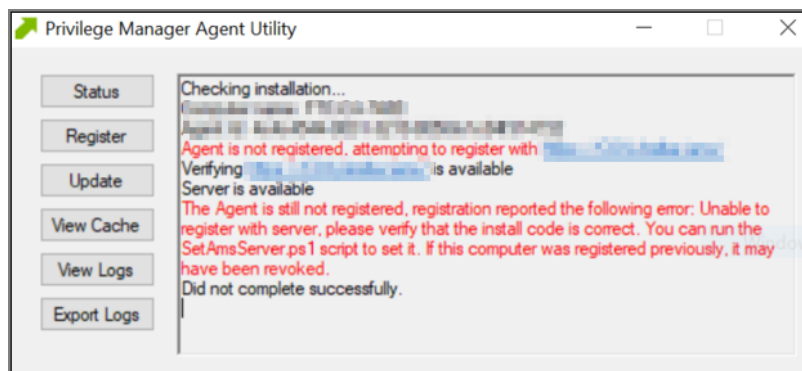 Privilege Manager Agent Utility
Status
Register
Update
View Cache
View Logs
Export Logs
Checking installation...
Agent is not registered, attempting to register with
Verifying is available
Server is available
The Agent is still not registered, registration reported the following error: Unable to
register with server, please verify that the install code is correct. You can run the
SetAmsServer.ps1 script to set it. If this computer was registered previously, it may
have been revoked.
Did not complete successfully.